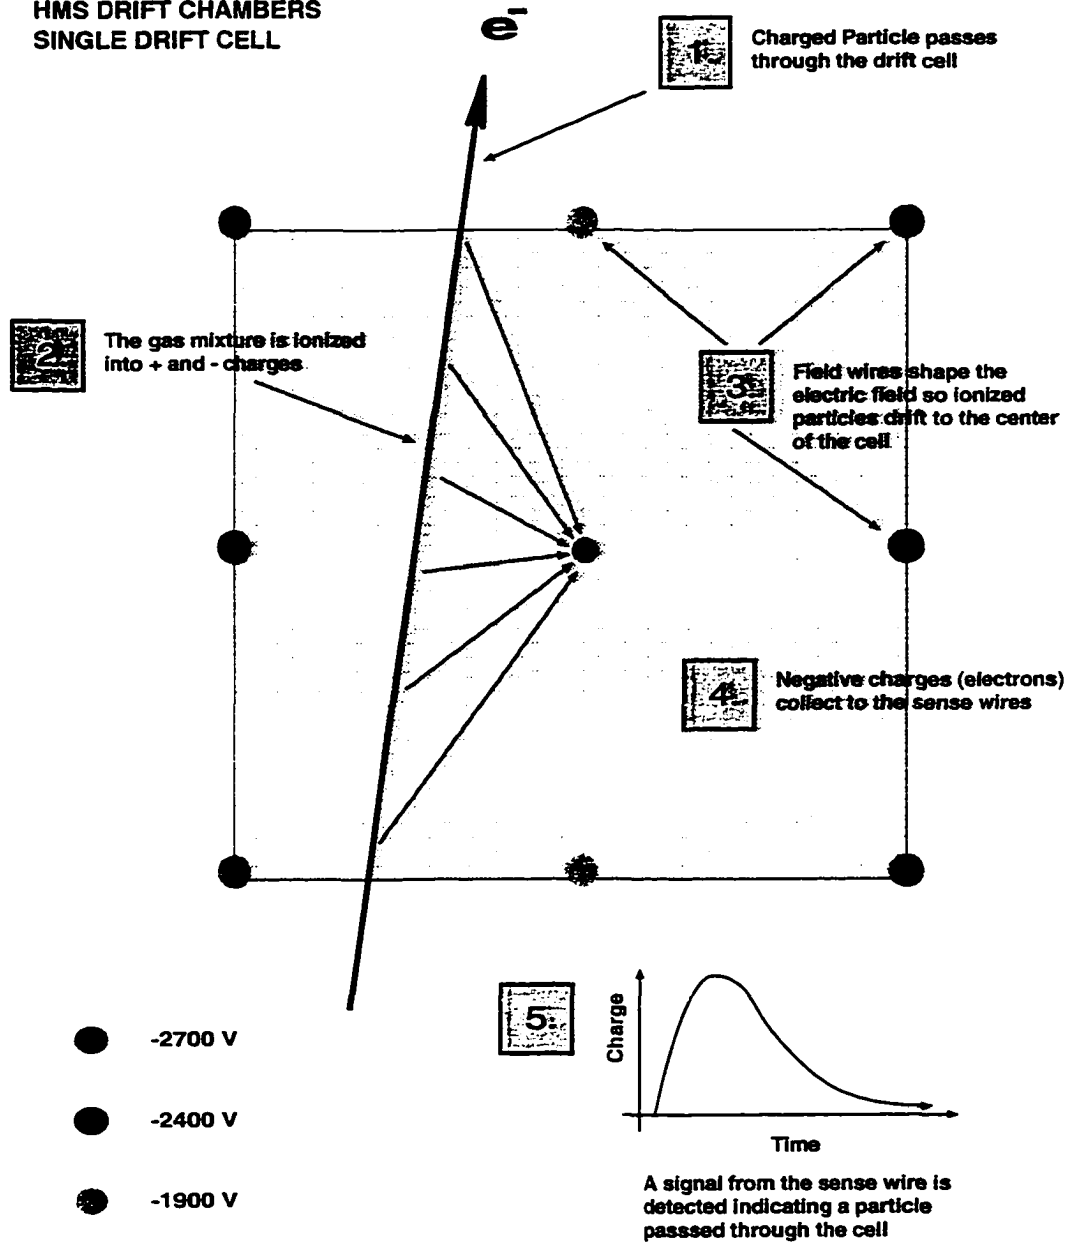 HMS DRIFT CHAMBERS
SINGLE DRIFT CELL
e-
1.
Charged Particle passes
through the drift cell
2
The gas mixture is ionized
into + and - charges
3
Field wires shape the
electric field so ionized
particles drift to the center
of the cell
4
Negative charges (electrons)
collect to the sense wires
5.
Charge
Time
-2700 V
-2400 V
-1900 V
A signal from the sense wire is
detected indicating a particle
passsed through the cell